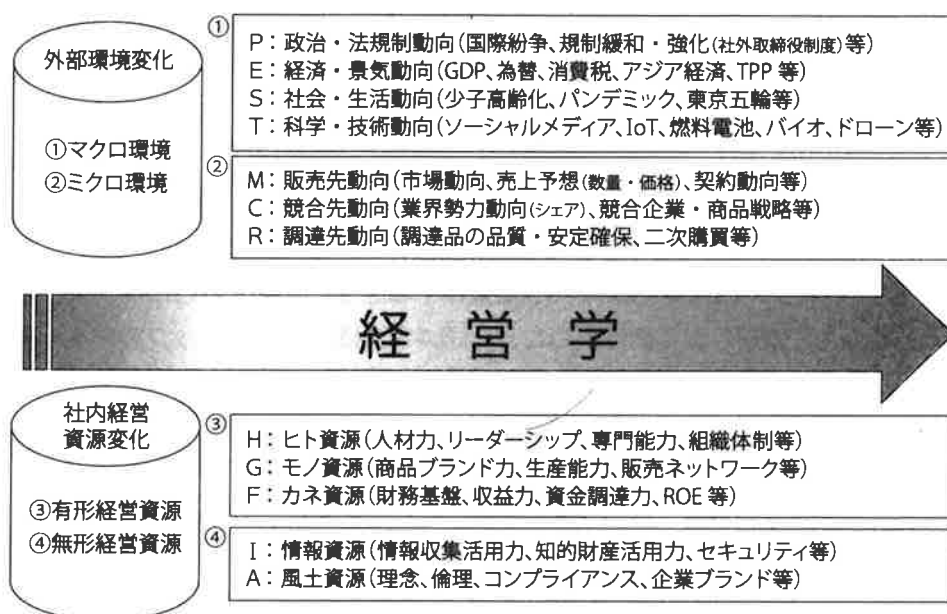 外部環境変化
①マクロ環境
②ミクロ環境
①
P：政治・法規制動向(国際紛争、規制緩和・強化(社外取締役制度)等)
E：経済・景気動向(GDP、為替、消費税、アジア経済、TPP 等)
S：社会・生活動向(少子高齢化、パンデミック、東京五輪等)
T：科学・技術動向(ソーシャルメディア、IoT、燃料電池、バイオ、ドローン等)
②
M：販売先動向(市場動向、売上予想(数量・価格)、契約動向等)
C：競合先動向(業界勢力動向(シェア)、競合企業・商品戦略等)
R：調達先動向(調達品の品質・安定確保、二次購買等)
経営学
社内経営
資源変化
③有形経営資源
④無形経営資源
③
H：ヒト資源(人材力、リーダーシップ、専門能力、組織体制等)
G：モノ資源(商品ブランド力、生産能力、販売ネットワーク等)
F：カネ資源(財務基盤、収益力、資金調達力、ROE 等)
④
I：情報資源(情報収集活用力、知的財産活用力、セキュリティ等)
A：風土資源(理念、倫理、コンプライアンス、企業ブランド等)